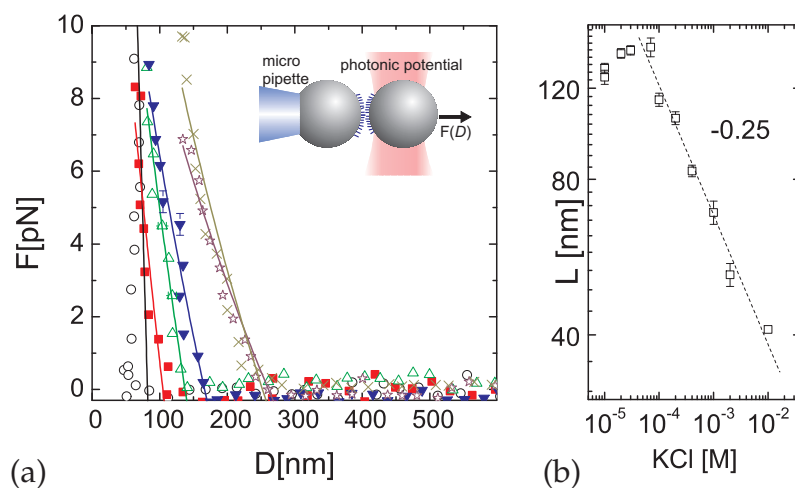 10
8
6
4
2
0
F[pN]
0
100
200
300
400
500
D[nm]
micro
pipette
photonic potential
F(D)
(a)
120
80
40
L [nm]
-0.25
10-5
10-4
10-3
10-2
KCl [M]
(b)